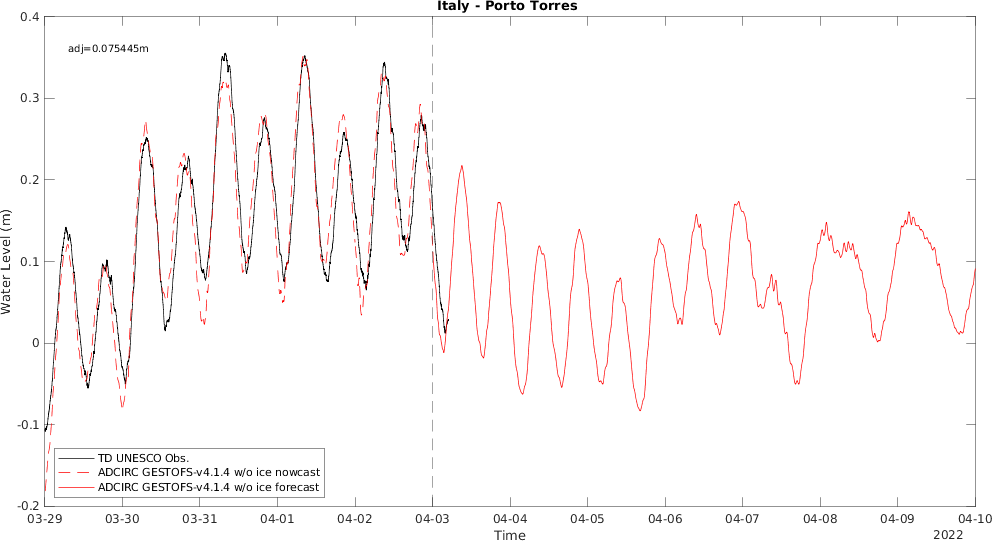 Italy - Porto Torres
adj=0.075445m
0.4
0.3
0.2
0.1
0
-0.1
-0.2
Water Level (m)
TD UNESCO Obs.
ADCIRC GESTOFS-v4.1.4 w/o ice nowcast
ADCIRC GESTOFS-v4.1.4 w/o ice forecast
03-29 03-30 03-31 04-01 04-02 04-03 04-04 04-05 04-06 04-07 04-08 04-09 04-10
Time
2022